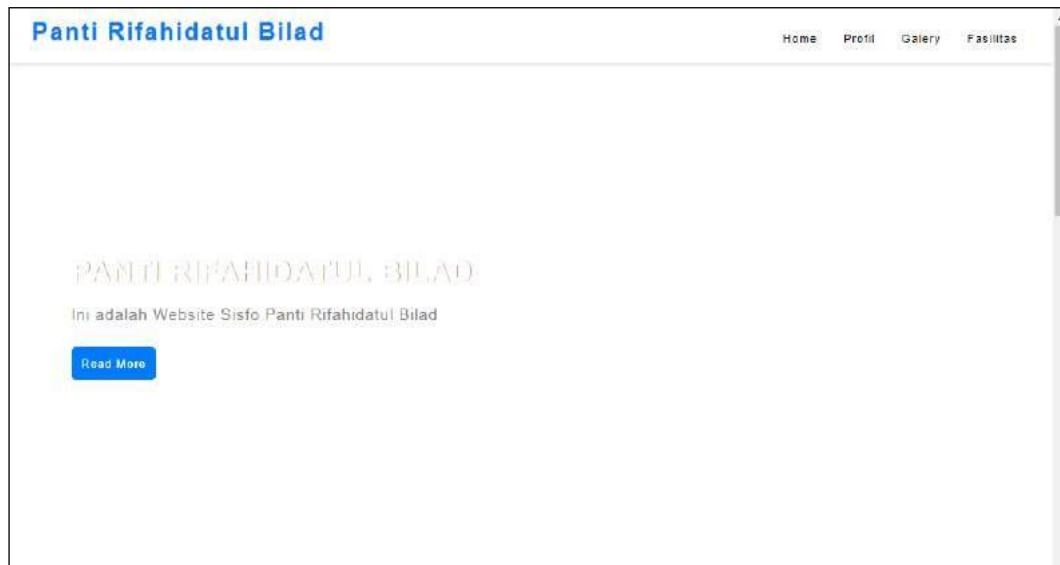 Panti Rifahidatul Bilad
Home Profil Galery Fasilitas
PANTI RIFAHIDATUL BILAD
Ini adalah Website Sisfo Panti Rifahidatul Bilad
Read More